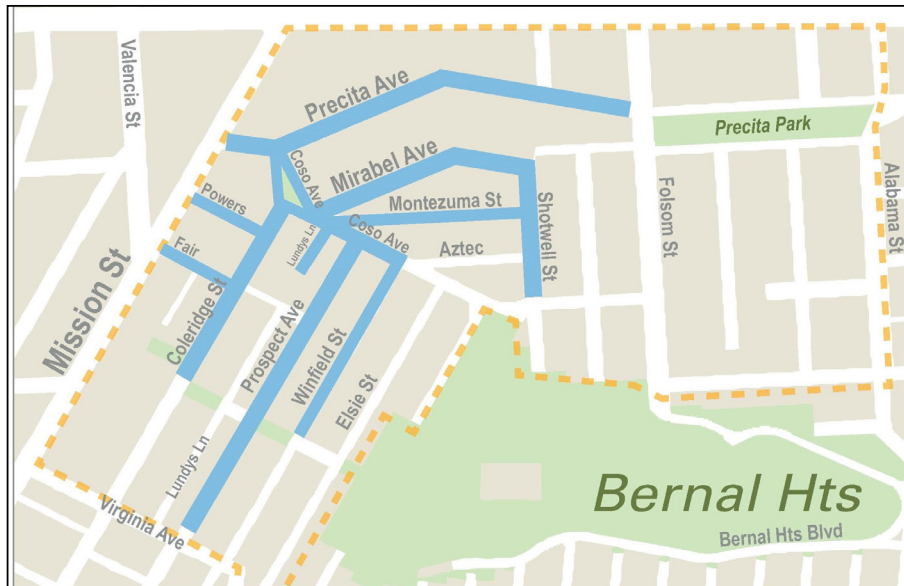 Valencia St
Precita Ave
Precita Park
Coso Ave
Mirabel Ave
Alabama St
Powers
Montezuma St
Shotwell St
Folsom St
Lundys Ln
Coso Ave
Fair
Aztec
Mission St
Coleridge St
Prospect Ave
Winfield St
Elsie St
Lundys Ln
Virginia Ave
Bernal Hts
Bernal Hts Blvd